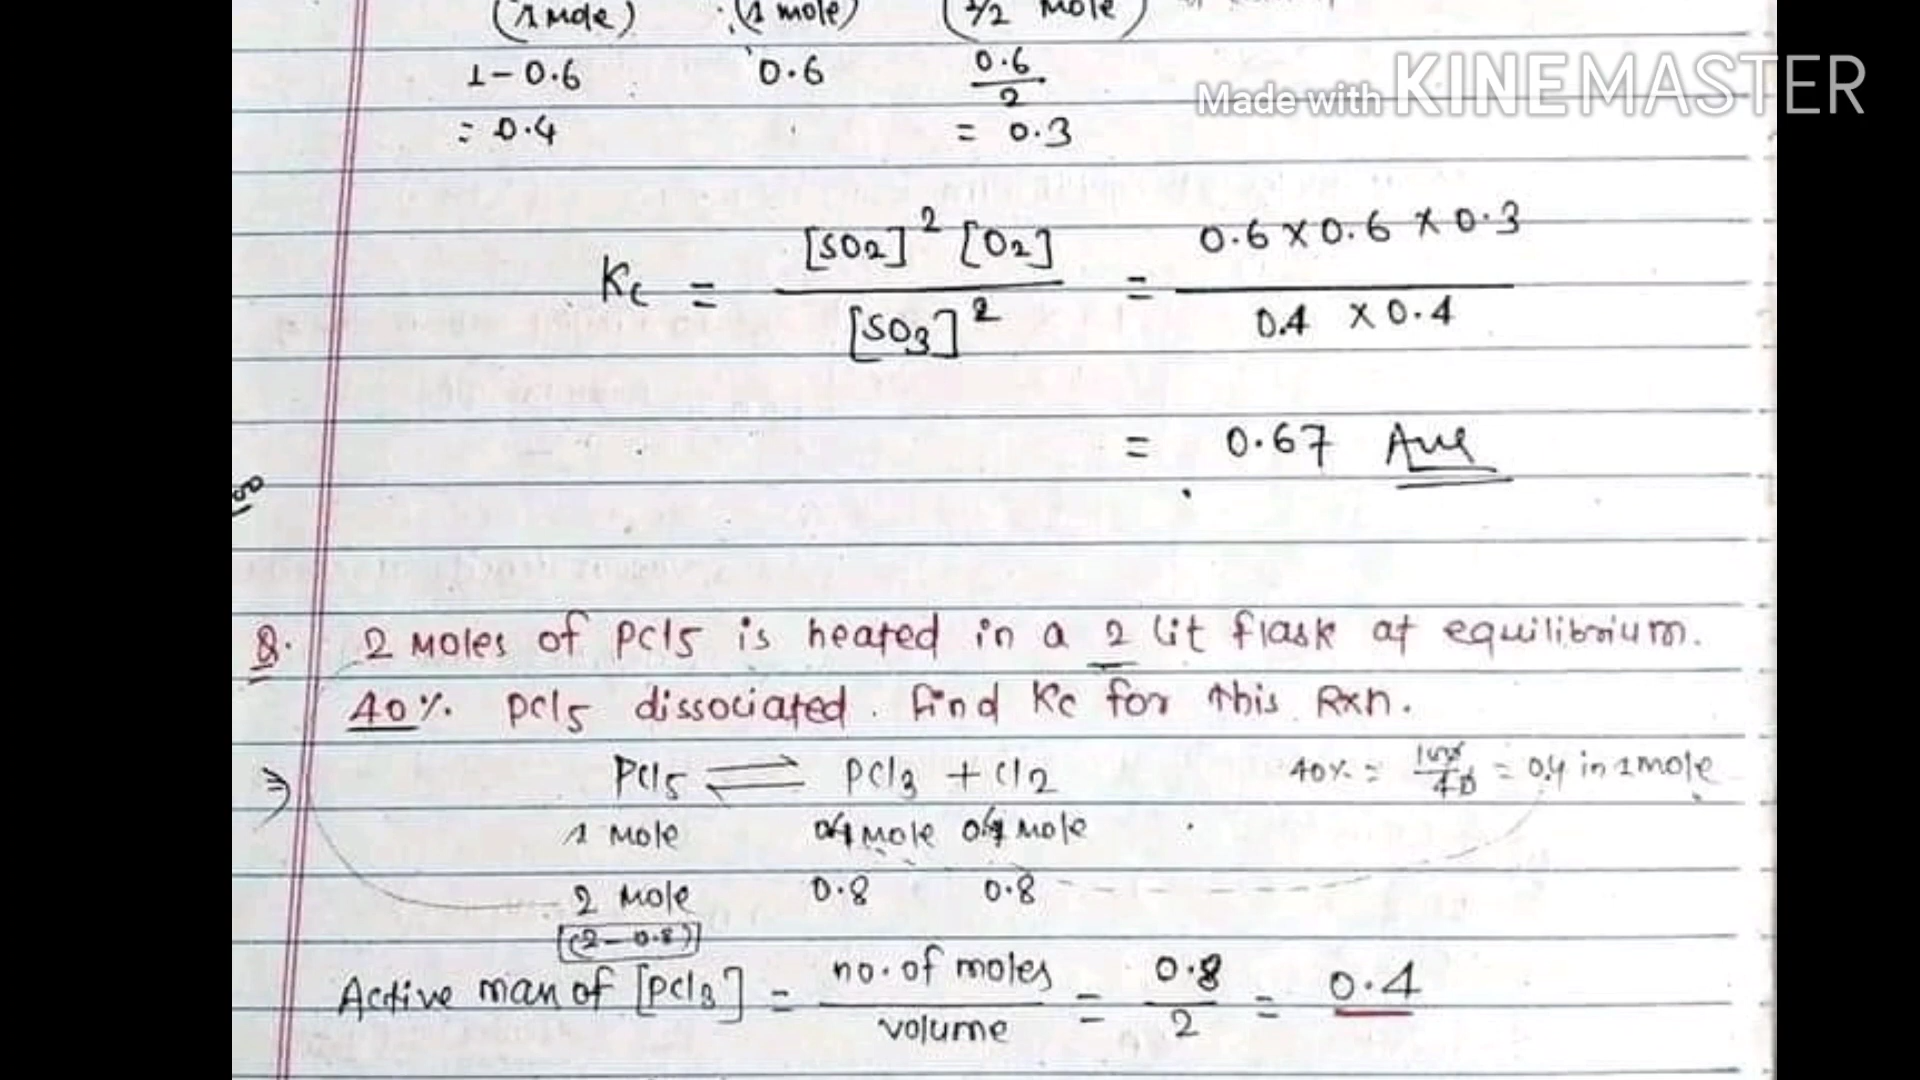 (1 mole) (1 mole) (1/2 mole)
1-0.6 0.6 0.6/2
= 0.4 = 0.3
Made with KINEMASTER
Kc = [SO2]² [O2] / [SO3]² = 0.6 x 0.6 x 0.3 / 0.4 x 0.4
= 0.67 Ans
Q. 2 moles of PCl5 is heated in a 2 lit flask at equilibrium.
40% PCl5 dissociated. find Kc for this Rxn.
⇒ PCl5 ⇌ PCl3 + Cl2 40% = = 0.4 in 1 mole
1 mole 0.4 mole 0.4 mole
2 mole 0.8 0.8
(2-0.8)
Active mass of [PCl3] = no. of moles / volume = 0.8 / 2 = 0.4